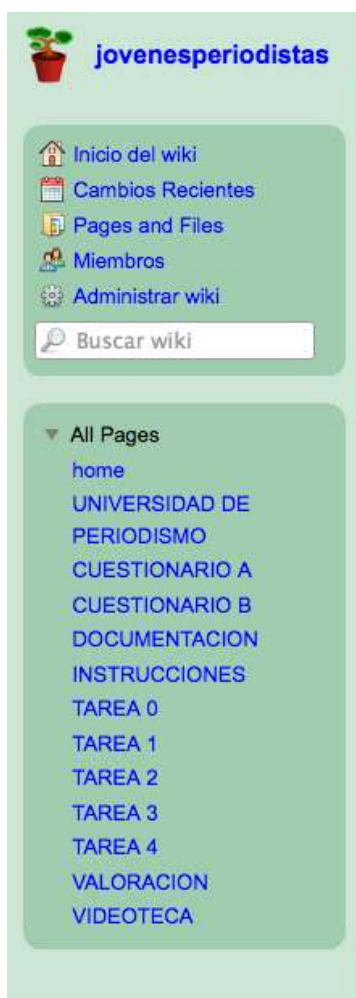 jovenesperiodistas
Inicio del wiki
Cambios Recientes
Pages and Files
Miembros
Administrar wiki
Buscar wiki
All Pages
home
UNIVERSIDAD DE
PERIODISMO
CUESTIONARIO A
CUESTIONARIO B
DOCUMENTACION
INSTRUCCIONES
TAREA 0
TAREA 1
TAREA 2
TAREA 3
TAREA 4
VALORACION
VIDEOTECA